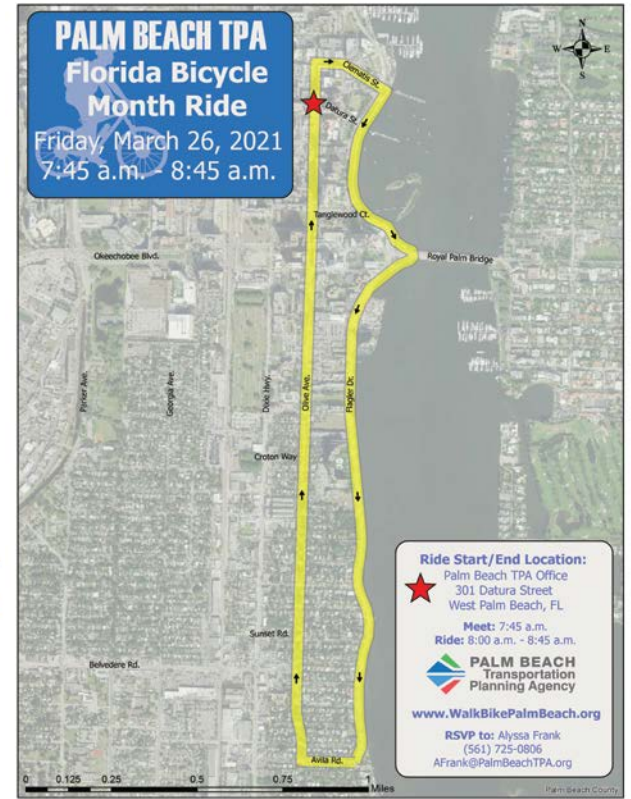 PALM BEACH TPA
Florida Bicycle
Month Ride
Friday, March 26, 2021
7:45 a.m. - 8:45 a.m.
N
W
E
S
Clematis St.
Datura St.
Tanglewood Ct.
Okeechobee Blvd.
Royal Palm Bridge
Parker Ave.
Georgia Ave.
Dixie Hwy.
Olive Ave.
Flagler Dr.
Croton Way
Sunset Rd.
Belvedere Rd.
Avila Rd.
Ride Start/End Location:
Palm Beach TPA Office
301 Datura Street
West Palm Beach, FL
Meet: 7:45 a.m.
Ride: 8:00 a.m. - 8:45 a.m.
PALM BEACH
Transportation
Planning Agency
www.WalkBikePalmBeach.org
RSVP to: Alyssa Frank
(561) 725-0806
AFrank@PalmBeachTPA.org
0 0.125 0.25 0.5 0.75 1
Miles
Palm Beach County